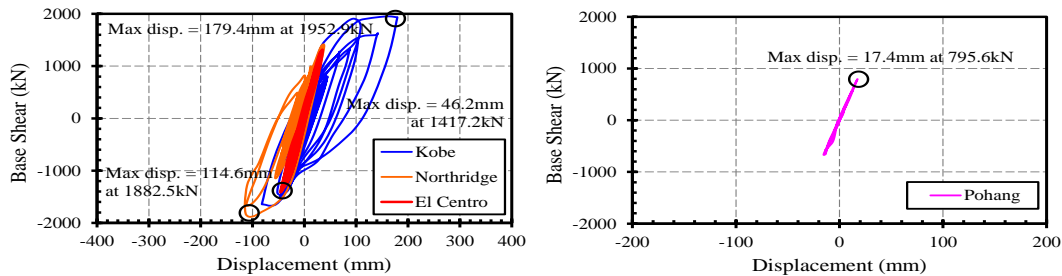 2000
1000
0
-1000
-2000
Base Shear (kN)
Max disp. = 179.4mm at 1952.9kN
Max disp. = 46.2mm
at 1417.2kN
Max disp. = 114.6mm
at 1882.5kN
Kobe
Northridge
El Centro
-400 -300 -200 -100 0 100 200 300 400
Displacement (mm)
2000
1000
0
-1000
-2000
Base Shear (kN)
Max disp. = 17.4mm at 795.6kN
Pohang
-200 -100 0 100 200
Displacement (mm)